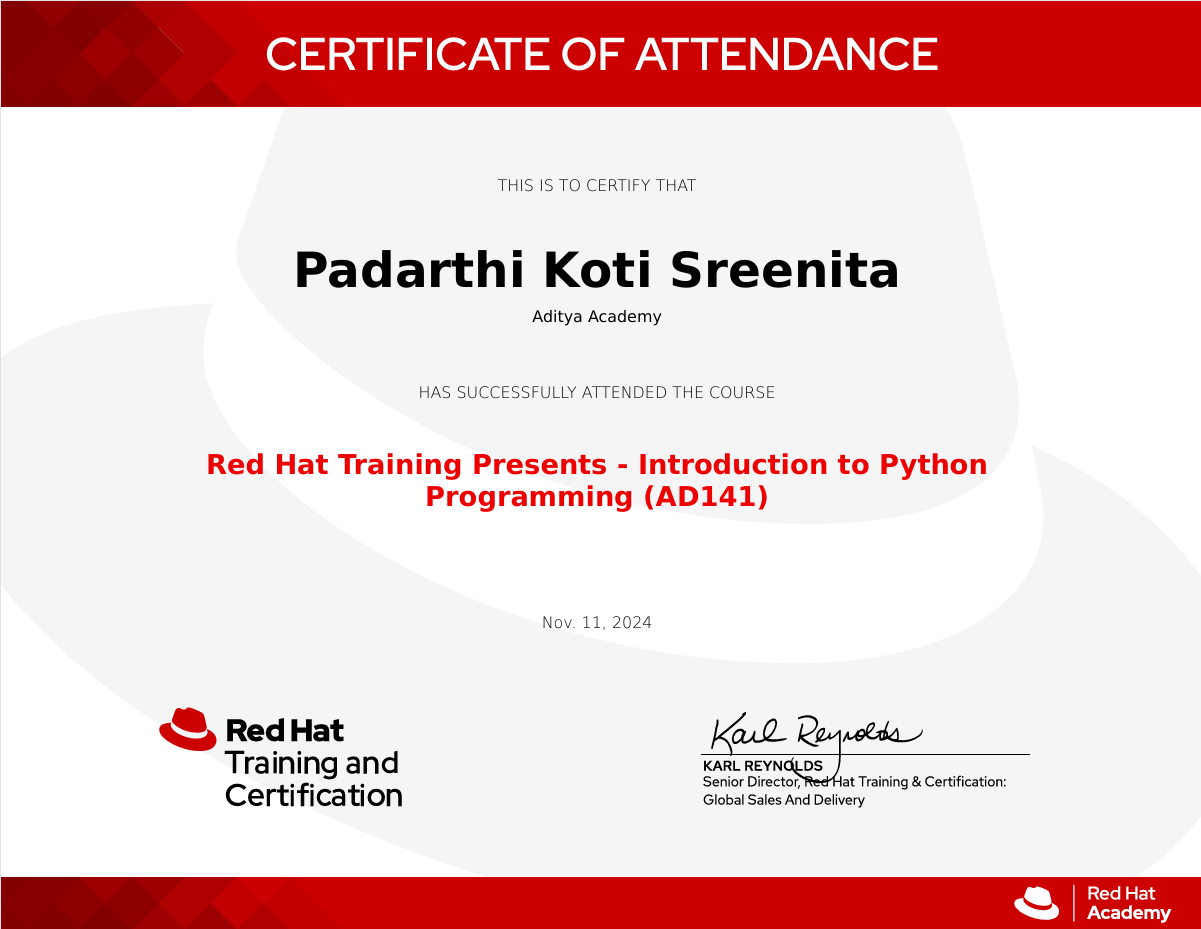 CERTIFICATE OF ATTENDANCE
THIS IS TO CERTIFY THAT
Padarthi Koti Sreenita
Aditya Academy
HAS SUCCESSFULLY ATTENDED THE COURSE
Red Hat Training Presents - Introduction to Python
Programming (AD141)
Nov. 11, 2024
Red Hat
Training and
Certification
Karl Reynolds
KARL REYNOLDS
Senior Director, Red Hat Training & Certification:
Global Sales And Delivery
Red Hat
Academy